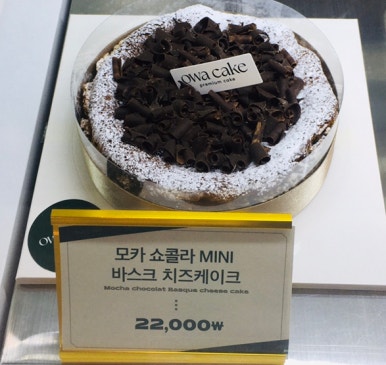 owa cake
premium cake
모카 쇼콜라 MINI
바스크 치즈케이크
Mocha chocolat Basque cheese cake
22,000₩